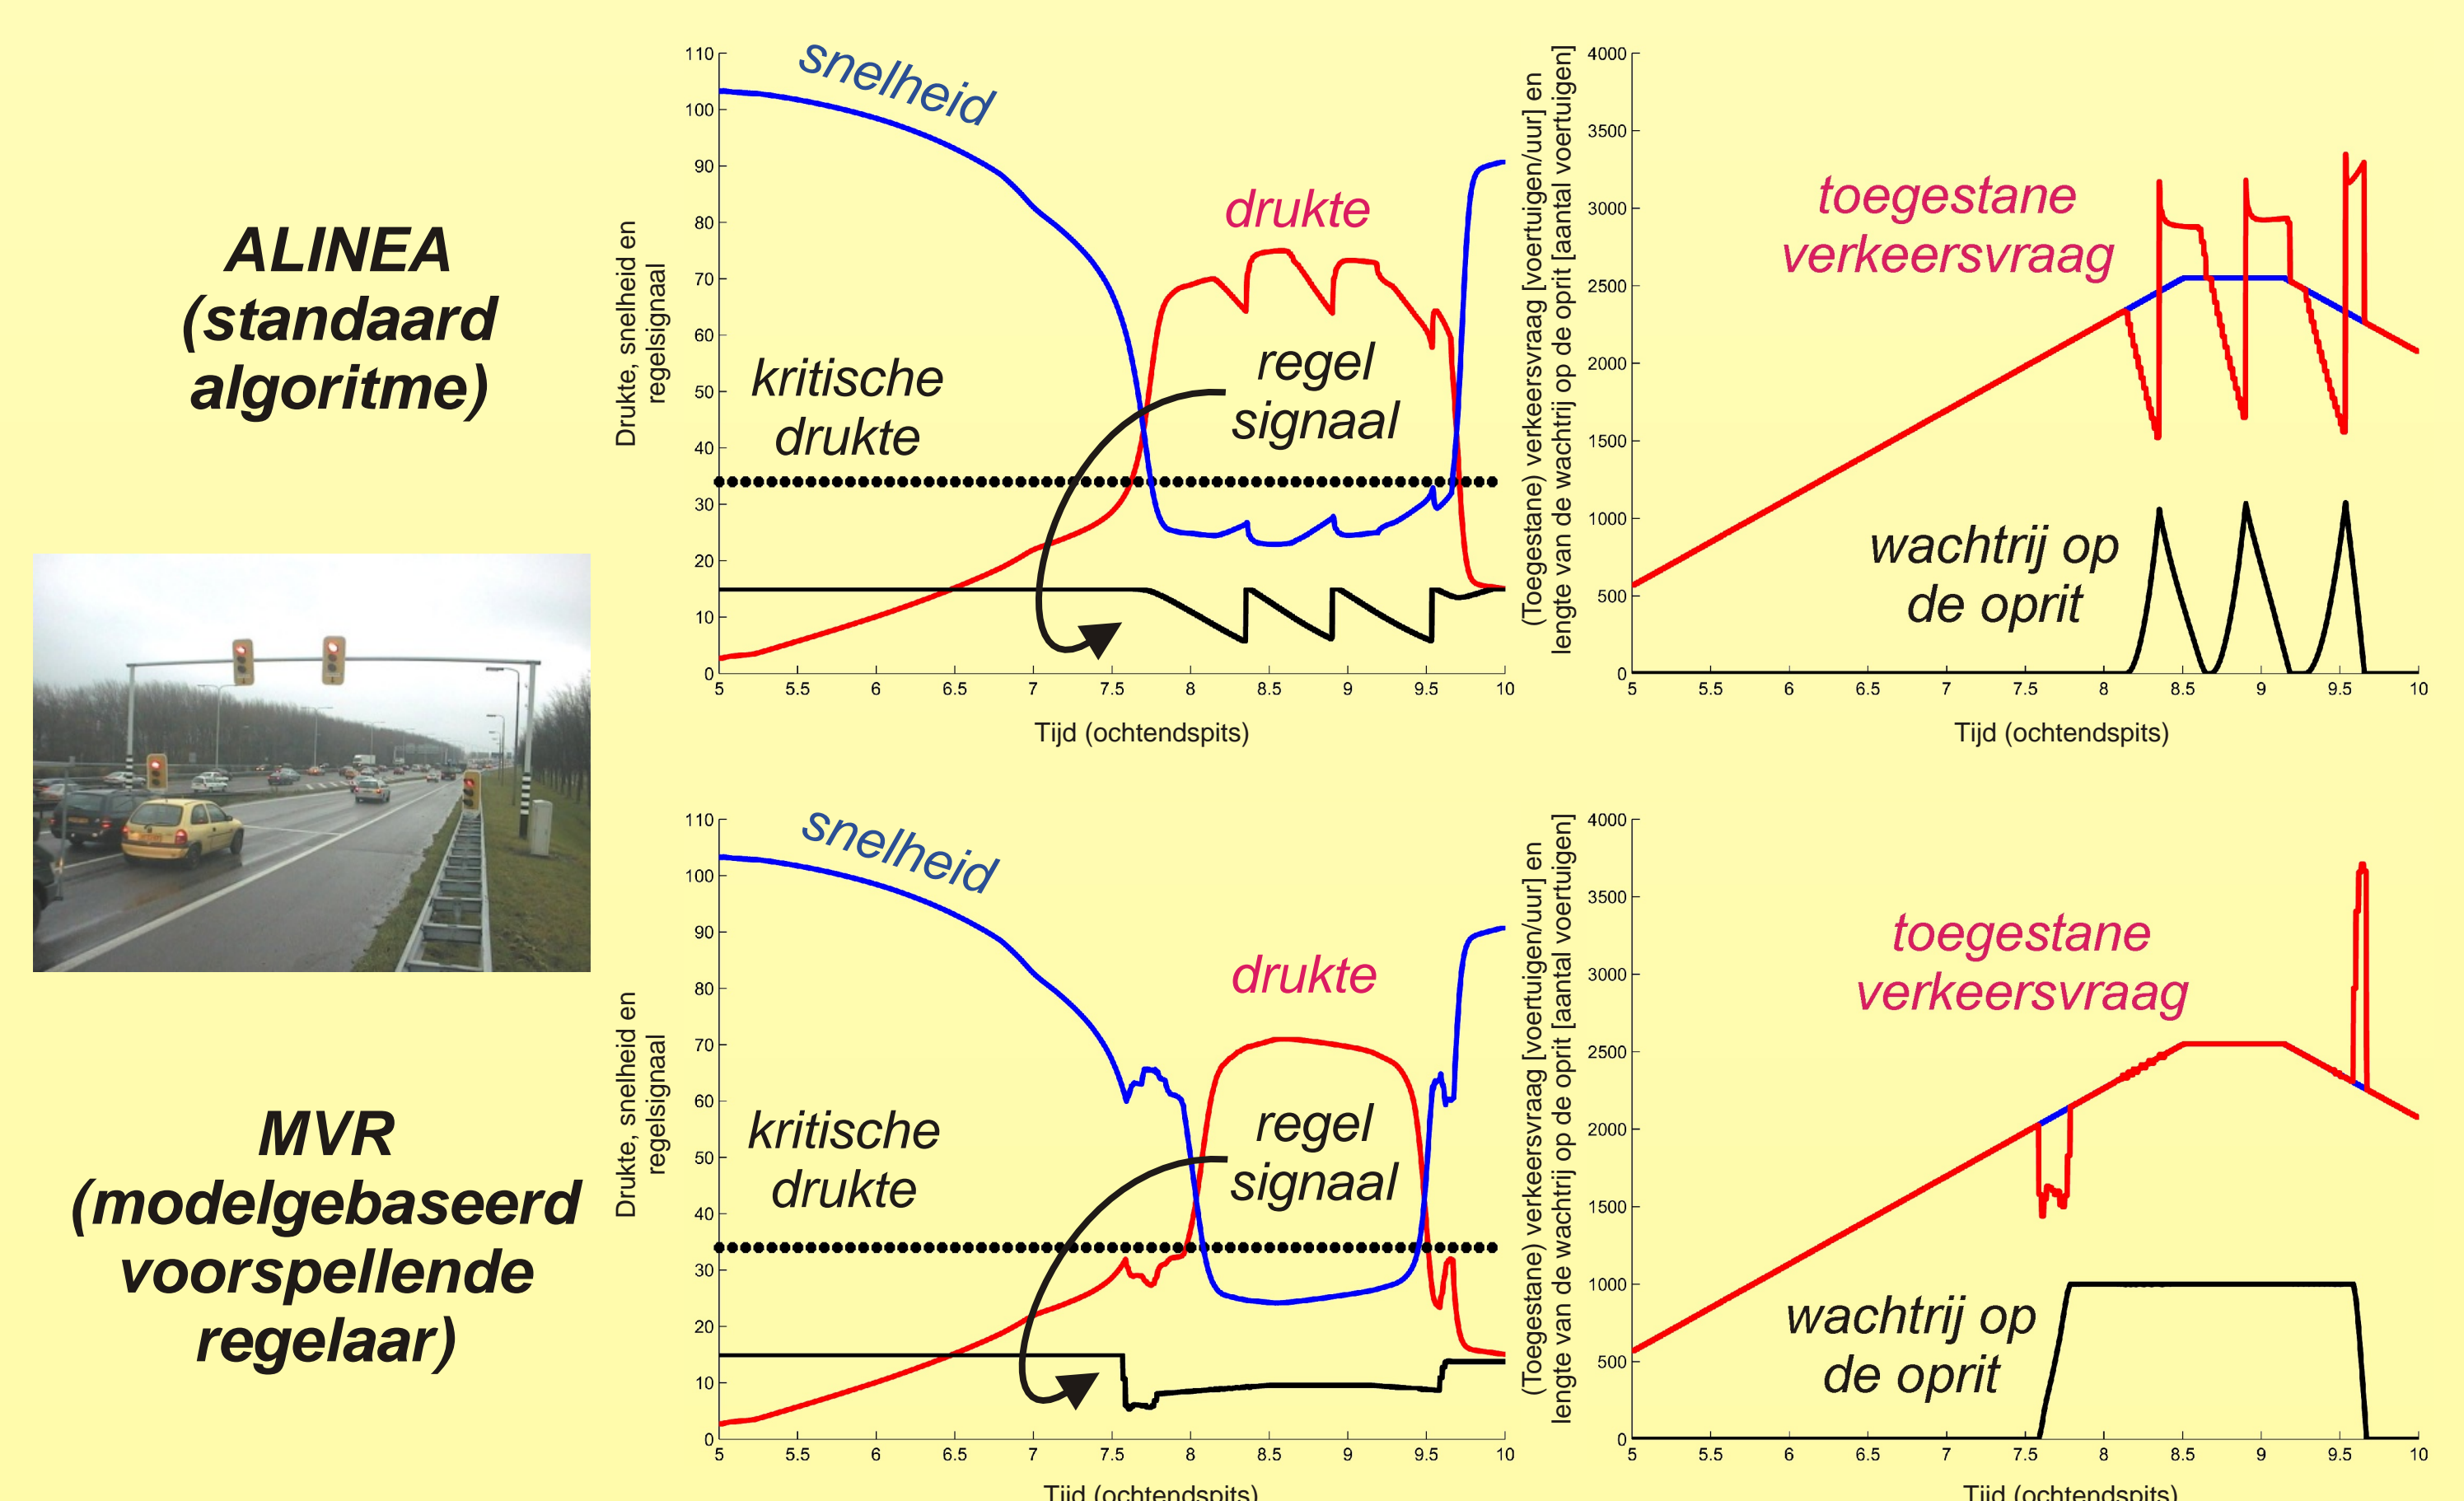 ALINEA
(standaard
algoritme)
MVR
(modelgebaseerd
voorspellende
regelaar)
Drukte, snelheid en
regelsignaal
110
100
90
80
70
60
50
40
30
20
10
0
snelheid
drukte
kritische
drukte
regel
signaal
5 5.5 6 6.5 7 7.5 8 8.5 9 9.5 10
Tijd (ochtendspits)
(Toegestane) verkeersvraag [voertuigen/uur] en
lengte van de wachtrij op de oprit [aantal voertuigen]
4000
3500
3000
2500
2000
1500
1000
500
0
toegestane
verkeersvraag
wachtrij op
de oprit
5 5.5 6 6.5 7 7.5 8 8.5 9 9.5 10
Tijd (ochtendspits)
Drukte, snelheid en
regelsignaal
110
100
90
80
70
60
50
40
30
20
10
0
snelheid
drukte
kritische
drukte
regel
signaal
5 5.5 6 6.5 7 7.5 8 8.5 9 9.5 10
Tijd (ochtendspits)
(Toegestane) verkeersvraag [voertuigen/uur] en
lengte van de wachtrij op de oprit [aantal voertuigen]
4000
3500
3000
2500
2000
1500
1000
500
0
toegestane
verkeersvraag
wachtrij op
de oprit
5 5.5 6 6.5 7 7.5 8 8.5 9 9.5 10
Tijd (ochtendspits)